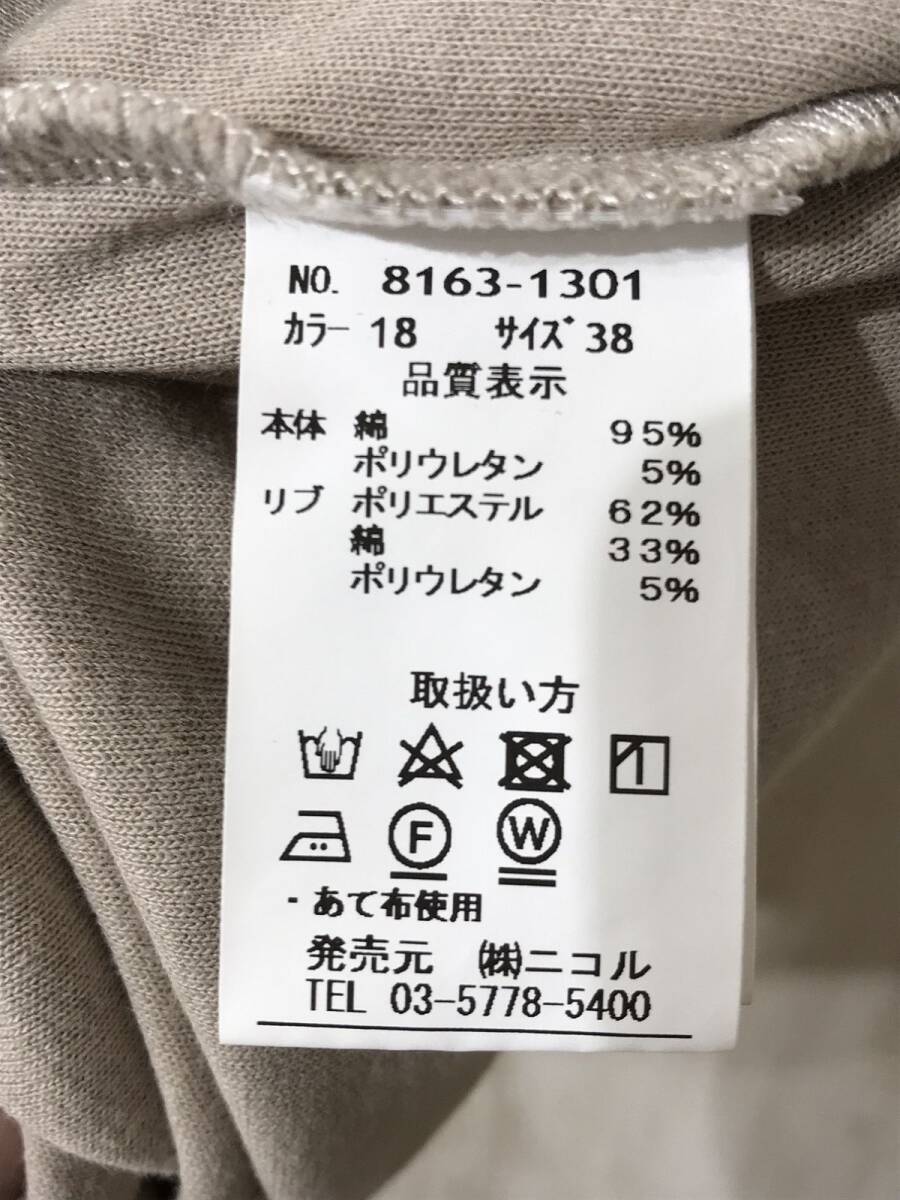 NO. 8163-1301
カラー 18 サイズ 38
品質表示
本体 綿 95%
ポリウレタン 5%
リブ ポリエステル 62%
綿 33%
ポリウレタン 5%
取扱い方
F W
・あて布使用
発売元 ㈱ニコル
TEL 03-5778-5400